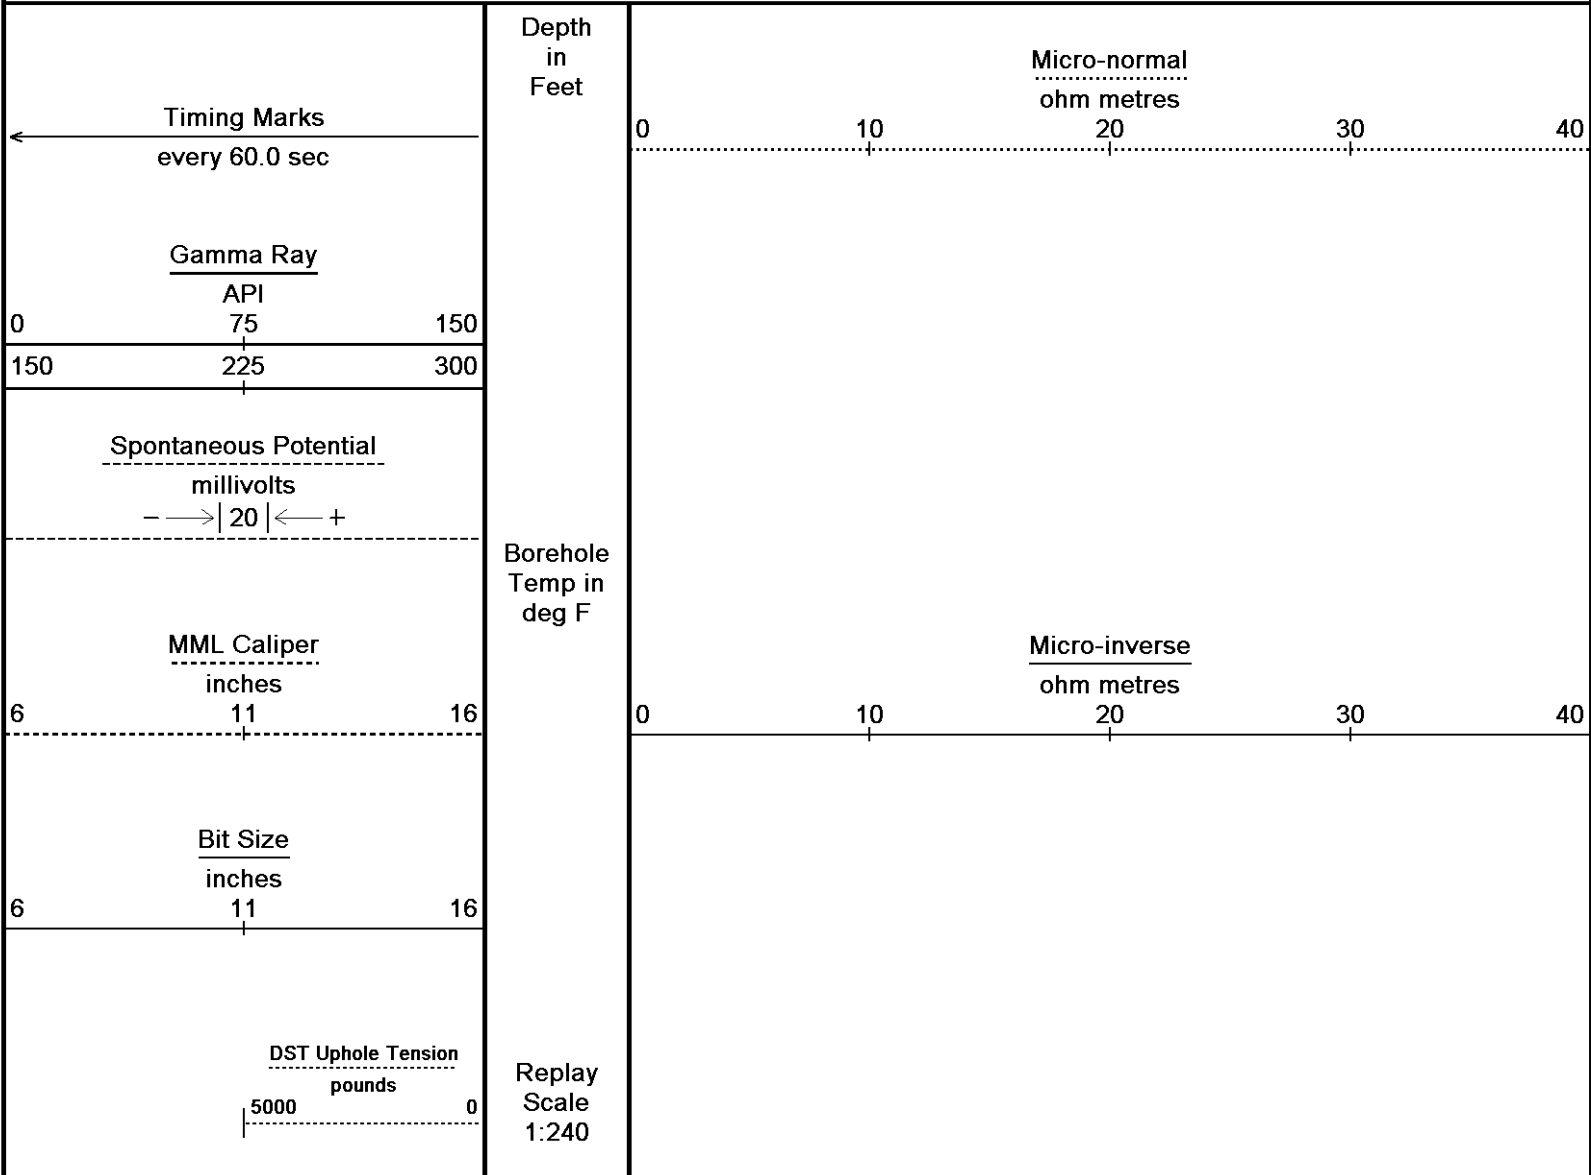 Timing Marks
every 60.0 sec
Gamma Ray
API
0 75 150
150 225 300
Spontaneous Potential
millivolts
− 20 +
MML Caliper
inches
6 11 16
Bit Size
inches
6 11 16
DST Uphole Tension
pounds
5000 0
Depth
in
Feet
Borehole
Temp in
deg F
Replay
Scale
1:240
Micro-normal
ohm metres
0 10 20 30 40
Micro-inverse
ohm metres
0 10 20 30 40